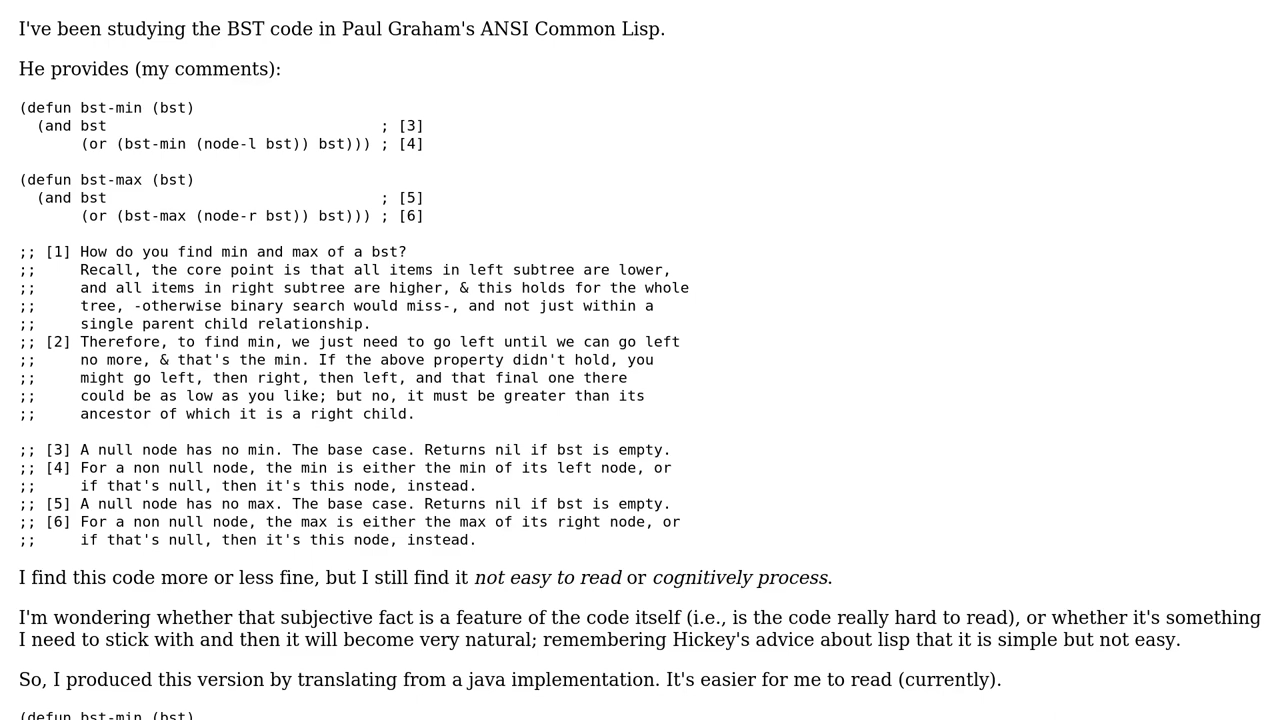 I've been studying the BST code in Paul Graham's ANSI Common Lisp.
He provides (my comments):
(defun bst-min (bst)
  (and bst                               ; [3]
       (or (bst-min (node-l bst)) bst))) ; [4]
(defun bst-max (bst)
  (and bst                               ; [5]
       (or (bst-max (node-r bst)) bst))) ; [6]
;; [1] How do you find min and max of a bst?
;;     Recall, the core point is that all items in left subtree are lower,
;;     and all items in right subtree are higher, & this holds for the whole
;;     tree, -otherwise binary search would miss-, and not just within a
;;     single parent child relationship.
;; [2] Therefore, to find min, we just need to go left until we can go left
;;     no more, & that's the min. If the above property didn't hold, you
;;     might go left, then right, then left, and that final one there
;;     could be as low as you like; but no, it must be greater than its
;;     ancestor of which it is a right child.
;; [3] A null node has no min. The base case. Returns nil if bst is empty.
;; [4] For a non null node, the min is either the min of its left node, or
;;     if that's null, then it's this node, instead.
;; [5] A null node has no max. The base case. Returns nil if bst is empty.
;; [6] For a non null node, the max is either the max of its right node, or
;;     if that's null, then it's this node, instead.
I find this code more or less fine, but I still find it not easy to read or cognitively process.
I'm wondering whether that subjective fact is a feature of the code itself (i.e., is the code really hard to read), or whether it's something
I need to stick with and then it will become very natural; remembering Hickey's advice about lisp that it is simple but not easy.
So, I produced this version by translating from a java implementation. It's easier for me to read (currently).
(defun bst-min (bst)